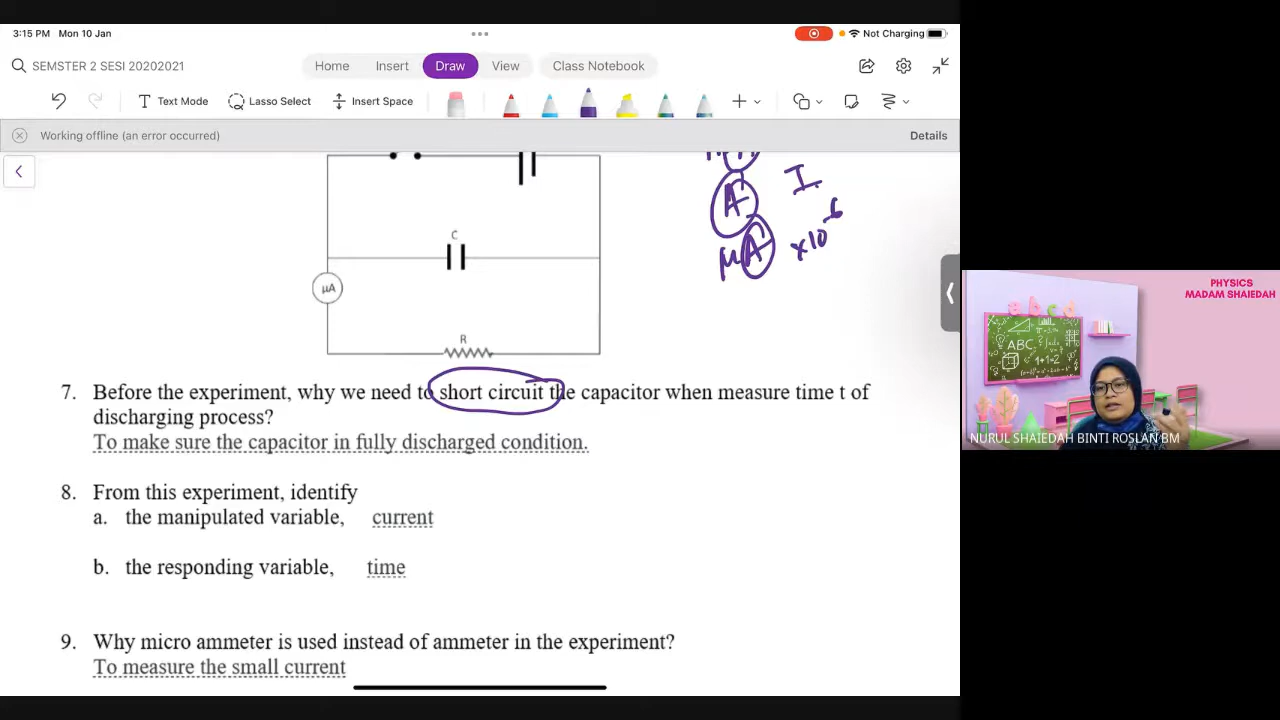 3:15 PM Mon 10 Jan
Not Charging
SEMSTER 2 SESI 20202021
Home Insert Draw View Class Notebook
Text Mode Lasso Select Insert Space
Working offline (an error occurred) Details
A I
μA ×10 -6
C
μA
R
PHYSICS
MADAM SHAIEDAH
ABC
1+1=2
NURUL SHAIEDAH BINTI ROSLAN BM
7. Before the experiment, why we need to short circuit the capacitor when measure time t of
discharging process?
To make sure the capacitor in fully discharged condition.
8. From this experiment, identify
a. the manipulated variable, current
b. the responding variable, time
9. Why micro ammeter is used instead of ammeter in the experiment?
To measure the small current